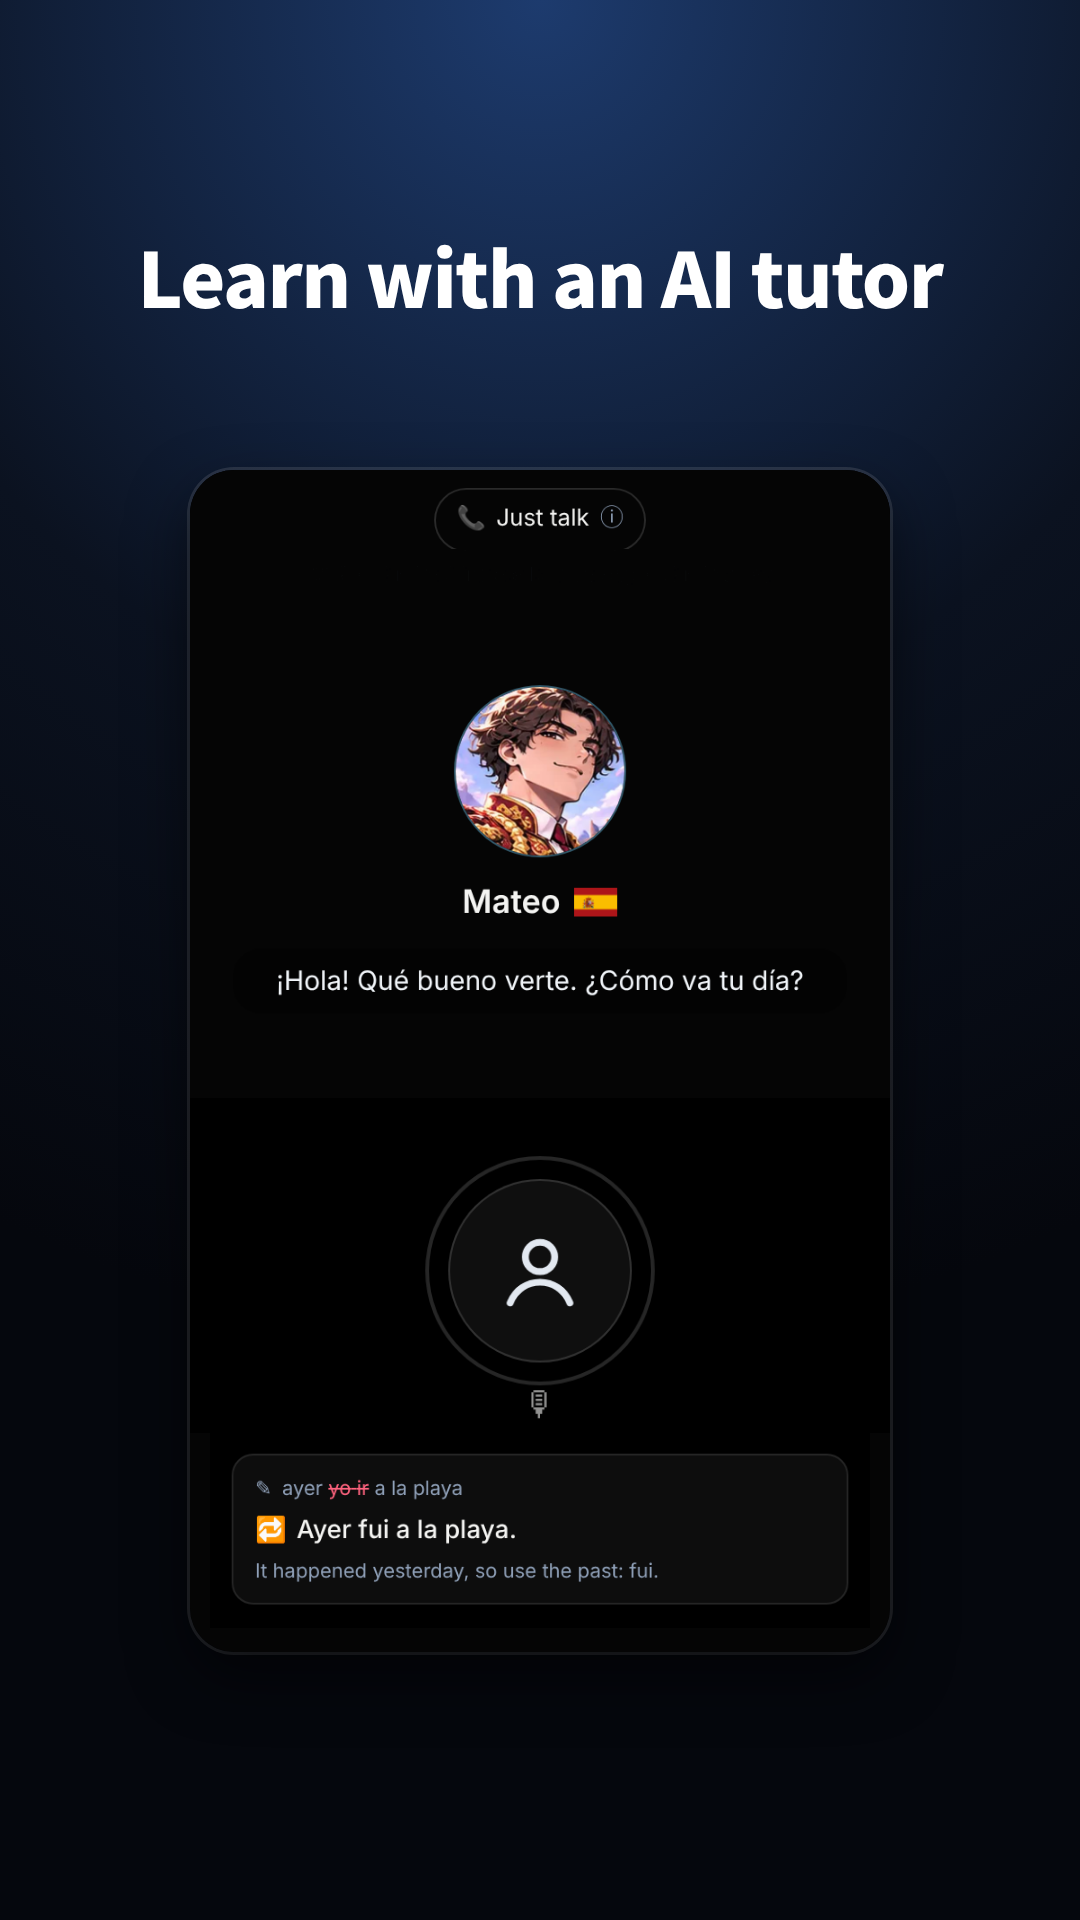 Learn with an AI tutor
Just talk
Mateo
¡Hola! Qué bueno verte. ¿Cómo va tu día?
ayer yo ir a la playa
Ayer fui a la playa.
It happened yesterday, so use the past: fui.